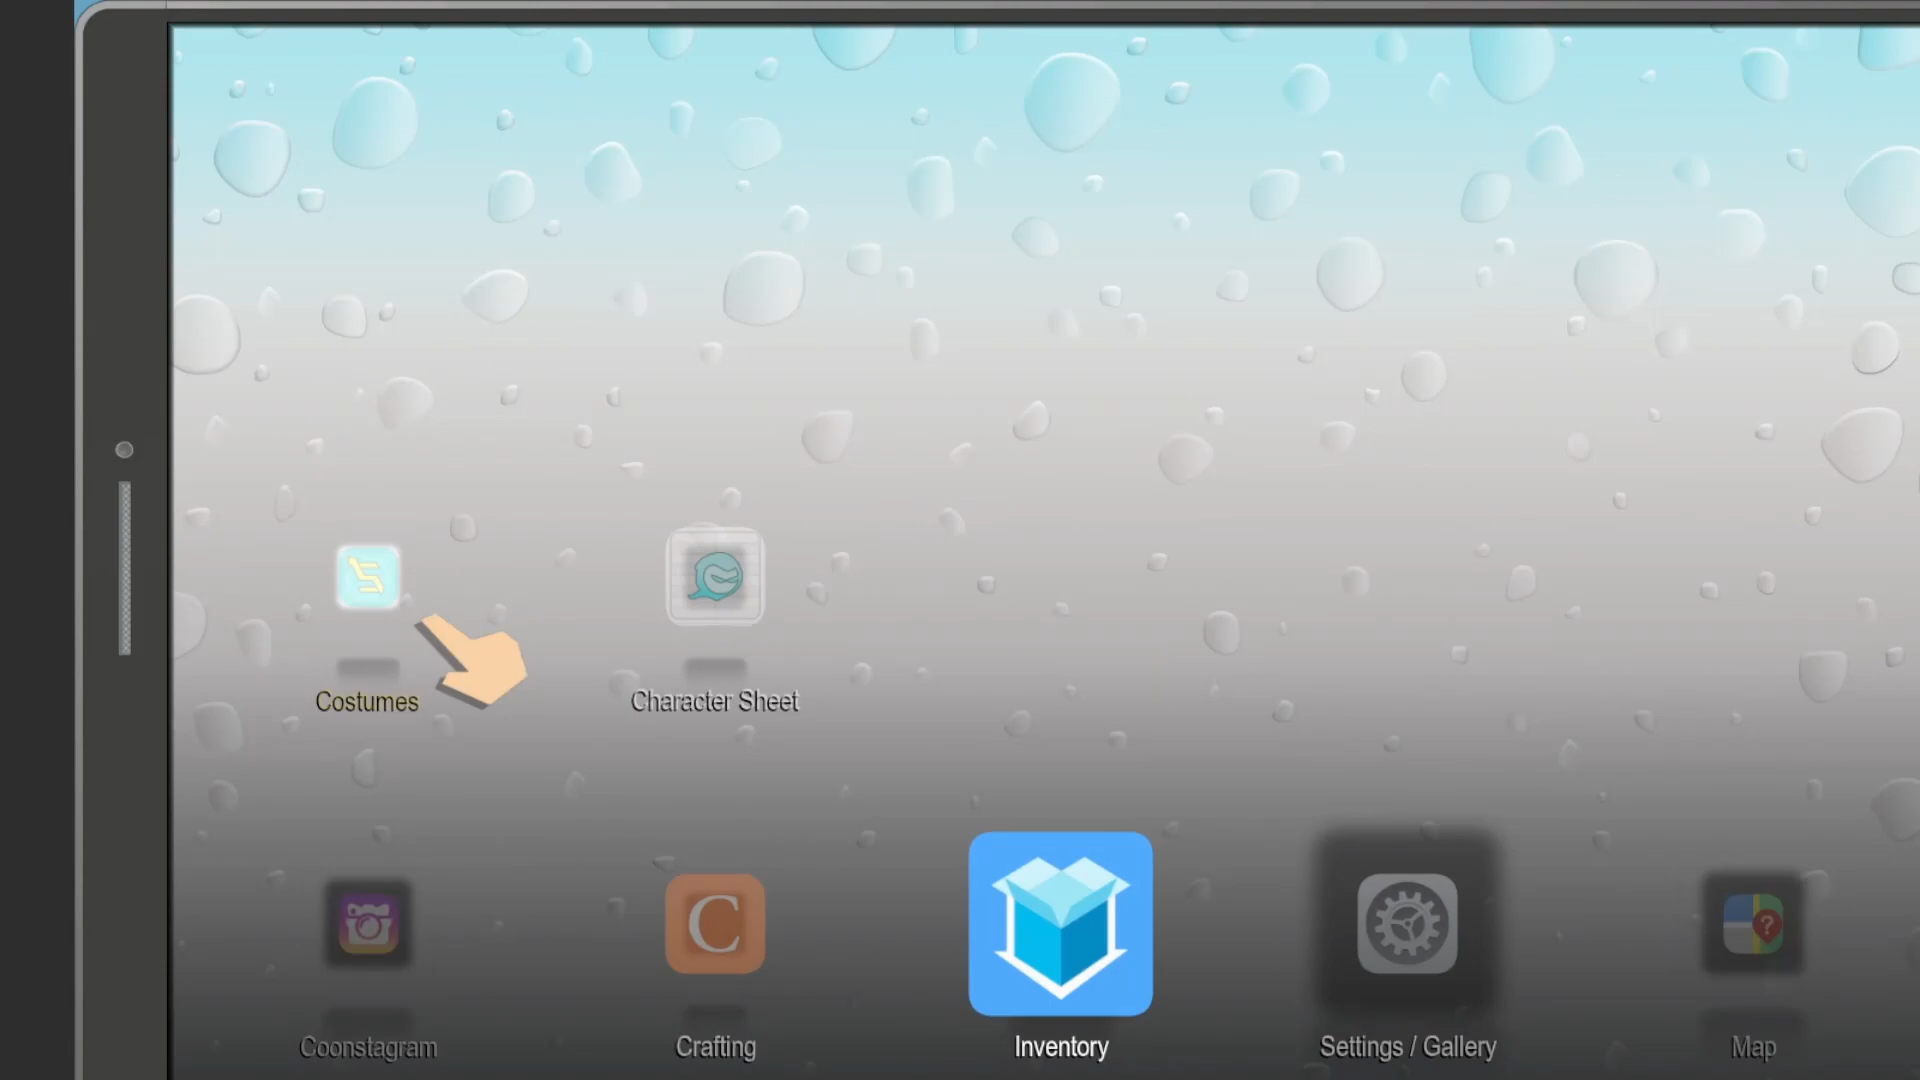 Costumes
Character Sheet
C
Coonstagram
Crafting
Inventory
Settings / Gallery
?
Map